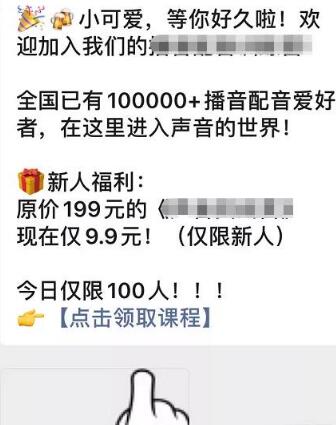 🎉🍻小可爱，等你好久啦！欢
迎加入我们的
全国已有100000+播音配音爱好
者，在这里进入声音的世界！
🎁新人福利：
原价199元的《
》
现在仅9.9元！（仅限新人）
今日仅限100人！！！
👉【点击领取课程】